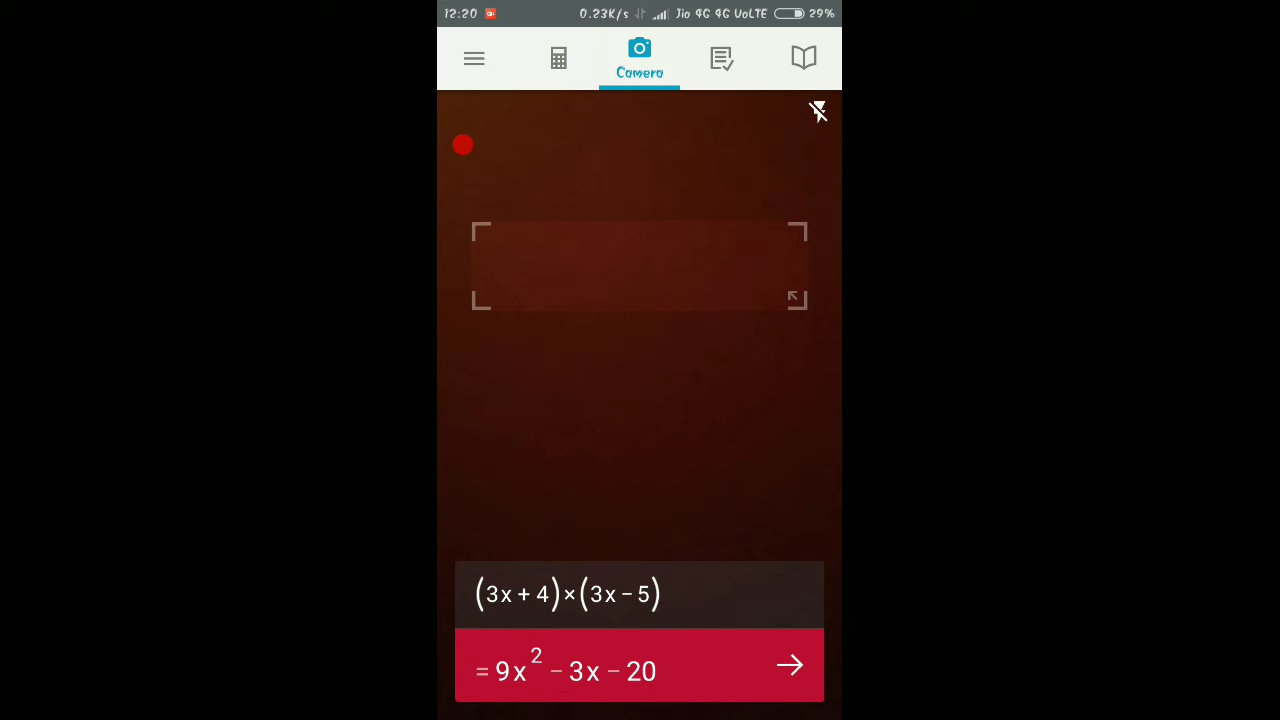 12:20 0.23K/s Jio 4G 4G VoLTE 29%
Camera
(3x + 4)×(3x − 5)
= 9x² − 3x − 20